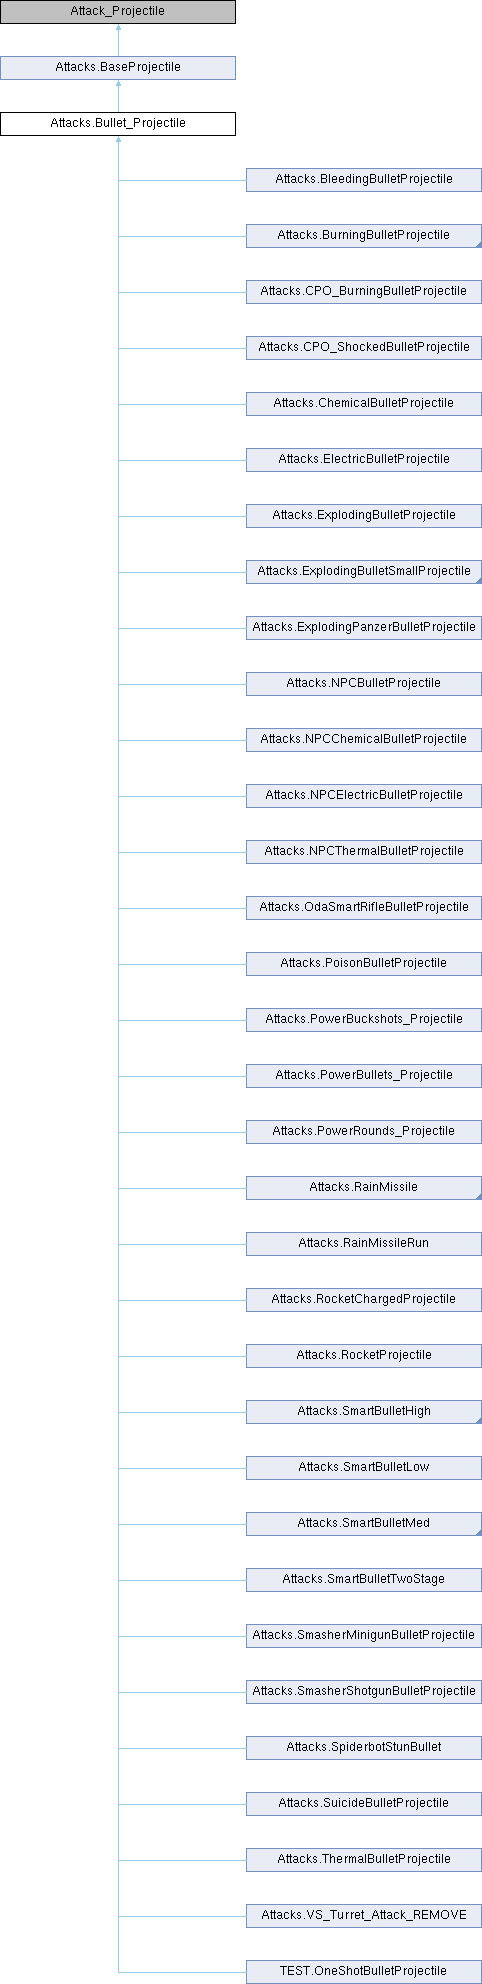 Attack_Projectile
Attacks.BaseProjectile
Attacks.Bullet_Projectile
Attacks.BleedingBulletProjectile
Attacks.BurningBulletProjectile
Attacks.CPO_BurningBulletProjectile
Attacks.CPO_ShockedBulletProjectile
Attacks.ChemicalBulletProjectile
Attacks.ElectricBulletProjectile
Attacks.ExplodingBulletProjectile
Attacks.ExplodingBulletSmallProjectile
Attacks.ExplodingPanzerBulletProjectile
Attacks.NPCBulletProjectile
Attacks.NPCChemicalBulletProjectile
Attacks.NPCElectricBulletProjectile
Attacks.NPCThermalBulletProjectile
Attacks.OdaSmartRifleBulletProjectile
Attacks.PoisonBulletProjectile
Attacks.PowerBuckshots_Projectile
Attacks.PowerBullets_Projectile
Attacks.PowerRounds_Projectile
Attacks.RainMissile
Attacks.RainMissileRun
Attacks.RocketChargedProjectile
Attacks.RocketProjectile
Attacks.SmartBulletHigh
Attacks.SmartBulletLow
Attacks.SmartBulletMed
Attacks.SmartBulletTwoStage
Attacks.SmasherMinigunBulletProjectile
Attacks.SmasherShotgunBulletProjectile
Attacks.SpiderbotStunBullet
Attacks.SuicideBulletProjectile
Attacks.ThermalBulletProjectile
Attacks.VS_Turret_Attack_REMOVE
TEST.OneShotBulletProjectile